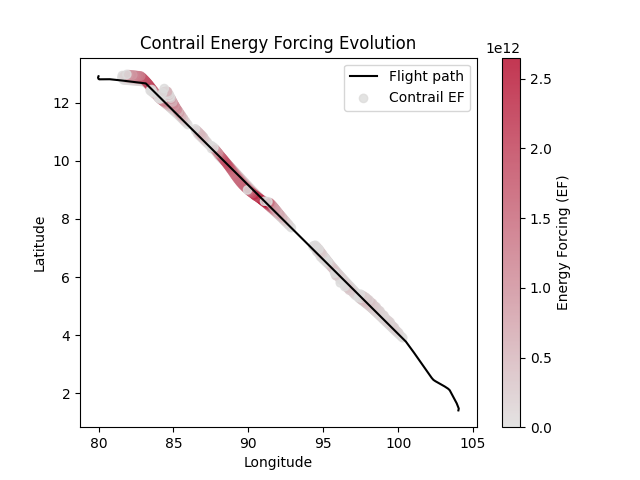 Contrail Energy Forcing Evolution
1e12
Flight path
Contrail EF
12
10
8
6
4
2
Latitude
80
85
90
95
100
105
Longitude
2.5
2.0
1.5
1.0
0.5
0.0
Energy Forcing (EF)